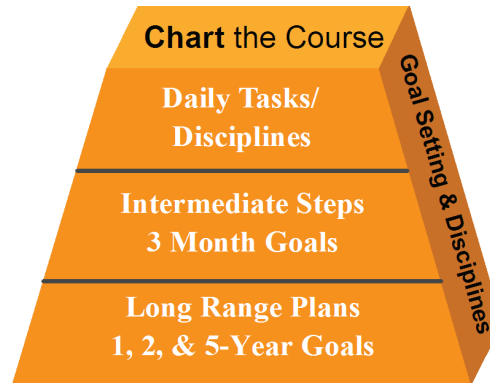 Chart the Course
Daily Tasks/
Disciplines
Intermediate Steps
3 Month Goals
Long Range Plans
1, 2, & 5-Year Goals
Goal Setting & Disciplines